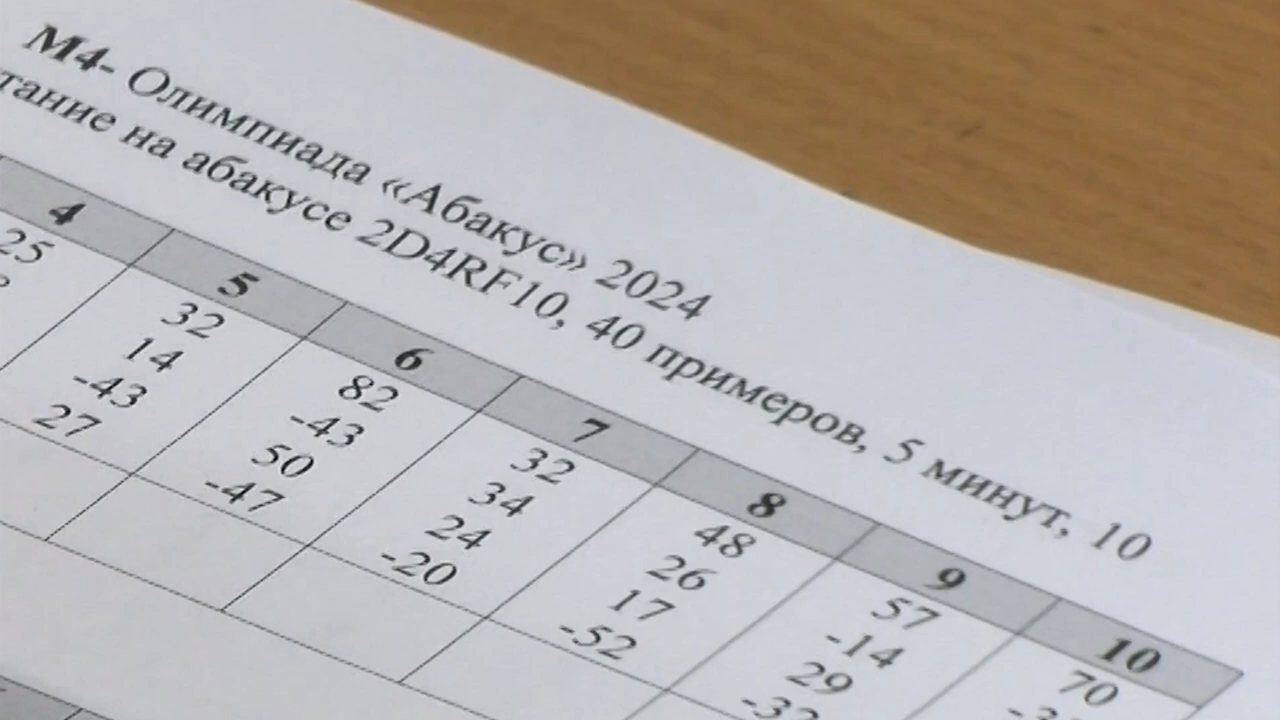 М4- Олимпиада «Абакус» 2024
тание на абакусе 2D4RF10, 40 примеров, 5 минут, 10
4 5 6 7 8 9 10
25 32 82 32 48 57 70
14 -43 34 26 -14
-43 50 24 17 29
27 -47 -20 -52 -32